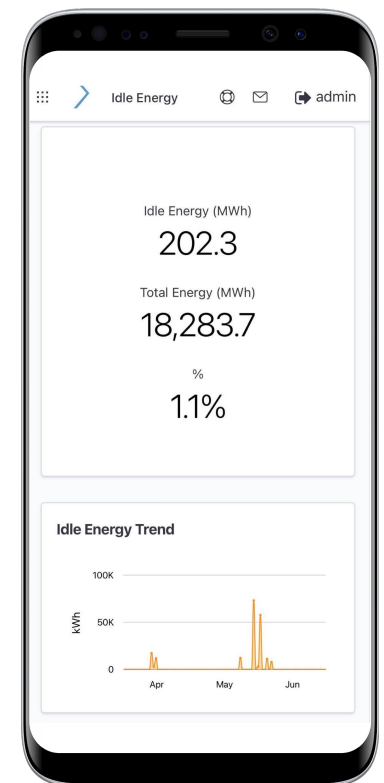 Idle Energy
admin
Idle Energy (MWh)
202.3
Total Energy (MWh)
18,283.7
%
1.1%
Idle Energy Trend
100K
50K
0
kWh
Apr May Jun